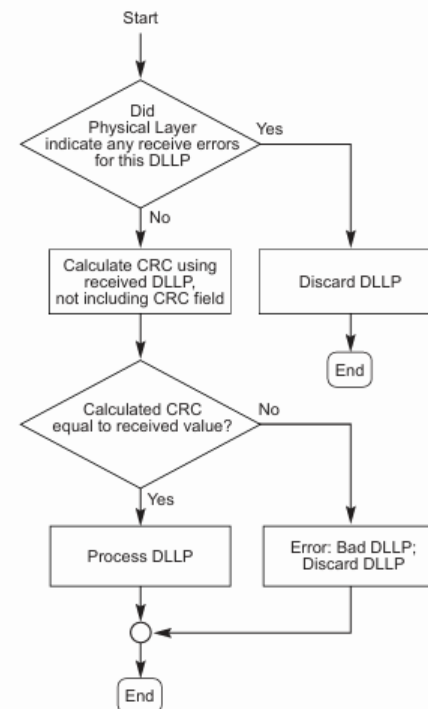 Start
Did
Physical Layer
indicate any receive errors
for this DLLP
Yes
No
Calculate CRC using
received DLLP,
not including CRC field
Discard DLLP
End
Calculated CRC
equal to received value?
No
Yes
Process DLLP
Error: Bad DLLP;
Discard DLLP
End